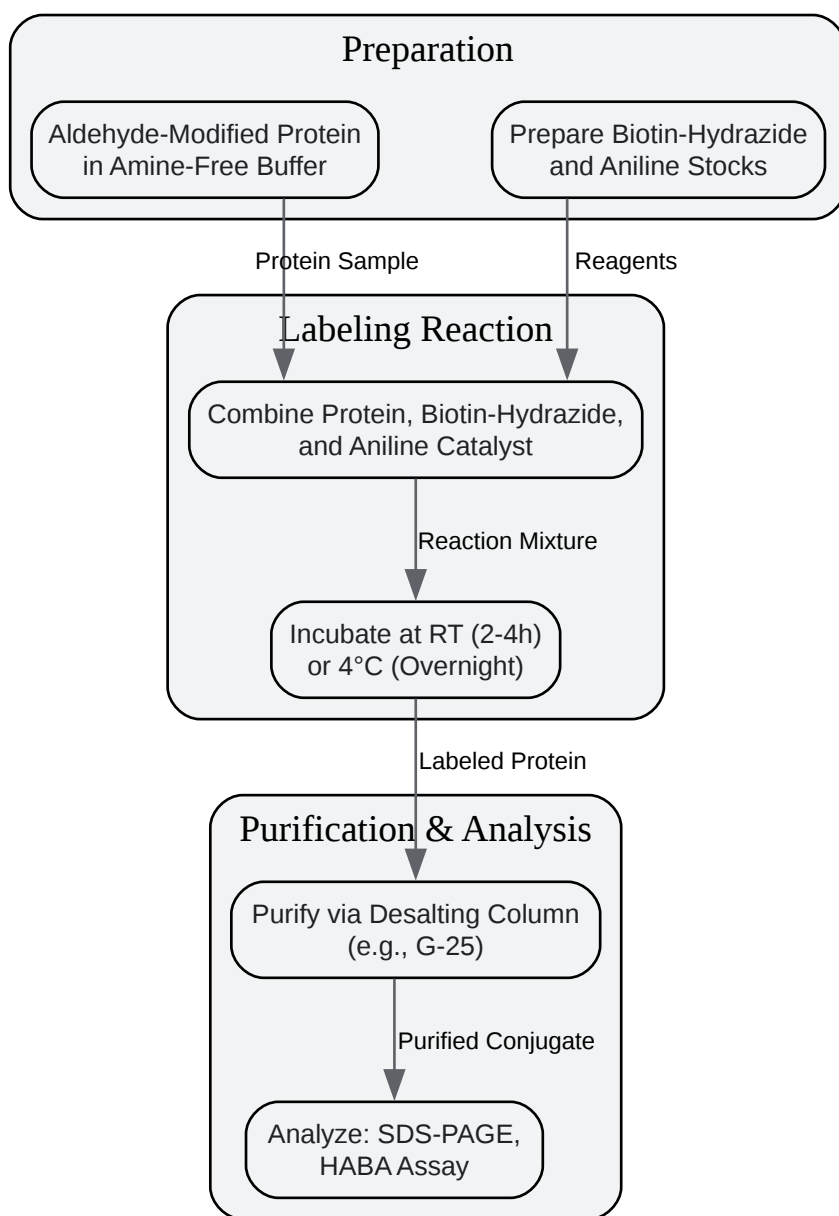 Preparation
Aldehyde-Modified Protein
in Amine-Free Buffer
Prepare Biotin-Hydrazide
and Aniline Stocks
Protein Sample
Reagents
Labeling Reaction
Combine Protein, Biotin-Hydrazide,
and Aniline Catalyst
Reaction Mixture
Incubate at RT (2-4h)
or 4°C (Overnight)
Labeled Protein
Purification & Analysis
Purify via Desalting Column
(e.g., G-25)
Purified Conjugate
Analyze: SDS-PAGE,
HABA Assay